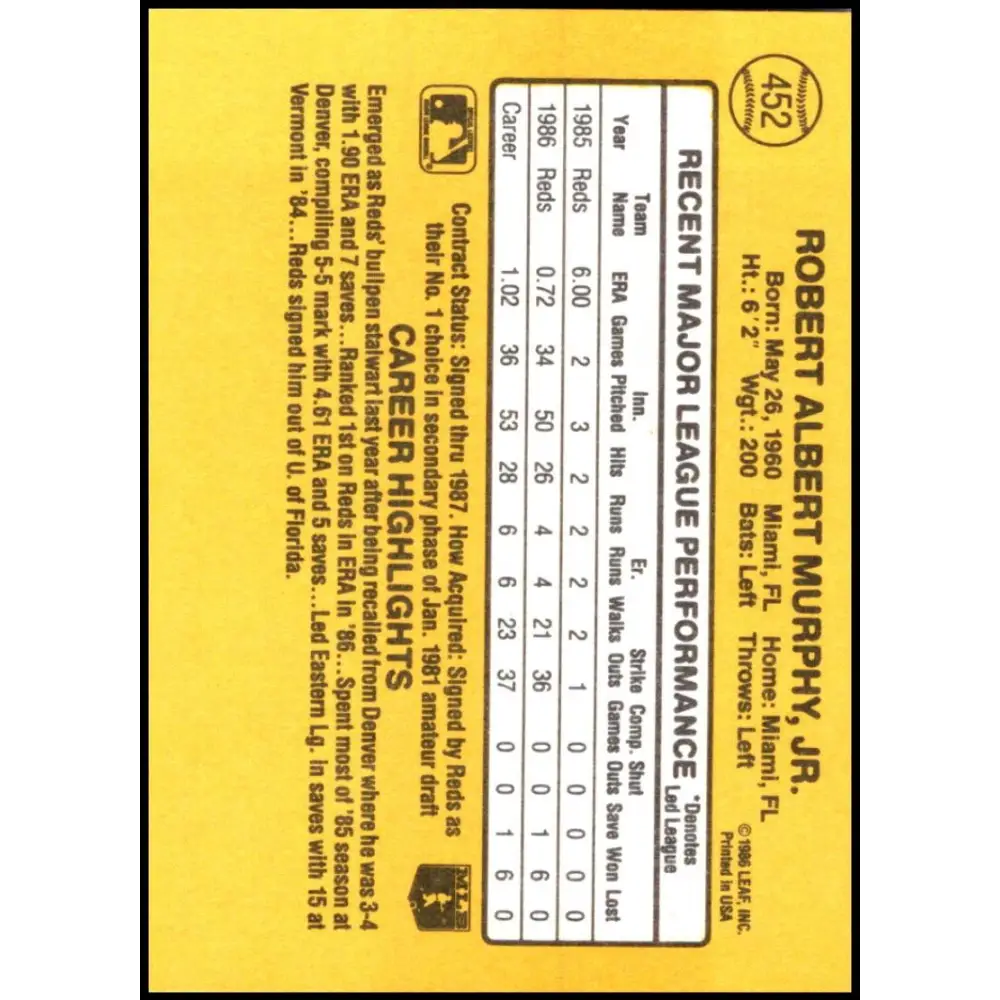 452
ROBERT ALBERT MURPHY, JR.
Born: May 26, 1960 Miami, FL Home: Miami, FL
Ht.: 6'2" Wgt.: 200 Bats: Left Throws: Left
© 1986 LEAF, INC.
Printed in USA
RECENT MAJOR LEAGUE PERFORMANCE *Denotes Led League
Team Inn. Er. Strike Comp. Shut
Year Name ERA Games Pitched Hits Runs Runs Walks Outs Games Outs Save Won Lost
1985 Reds 6.00 2 3 2 2 2 2 1 0 0 0 0 0
1986 Reds 0.72 34 50 26 4 4 21 36 0 0 1 6 0
Career 1.02 36 53 28 6 6 23 37 0 0 1 6 0
Contract Status: Signed thru 1987. How Acquired: Signed by Reds as
their No. 1 choice in secondary phase of Jan. 1981 amateur draft
MLB
CAREER HIGHLIGHTS
Emerged as Reds' bullpen stalwart last year after being recalled from Denver where he was 3-4
with 1.90 ERA and 7 saves...Ranked 1st on Reds in ERA in '86...Spent most of '85 season at
Denver, compiling 5-5 mark with 4.61 ERA and 5 saves...Led Eastern Lg. in saves with 15 at
Vermont in '84...Reds signed him out of U. of Florida.